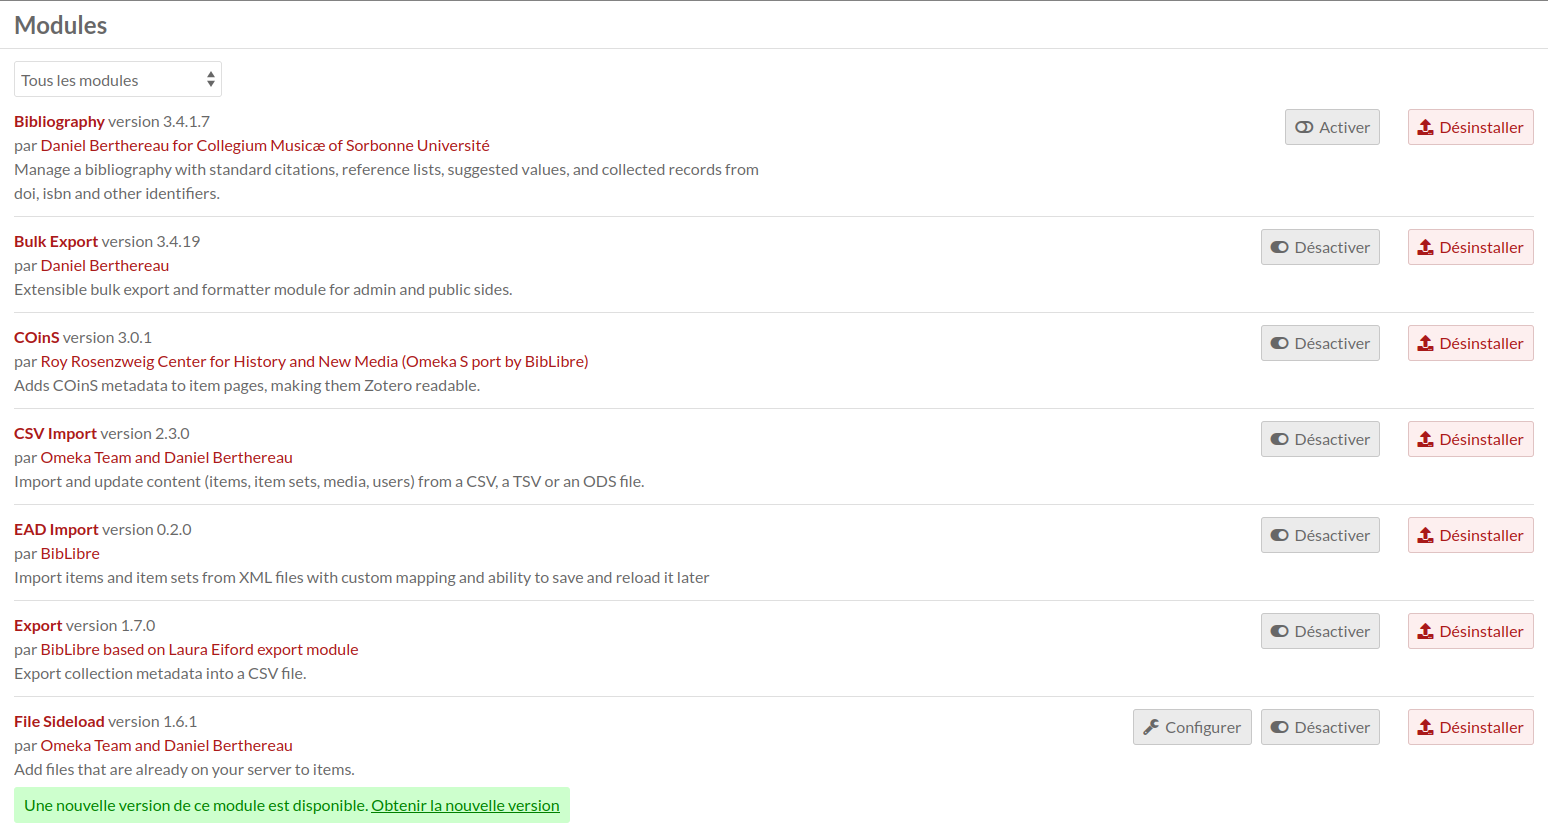 Modules
Tous les modules
Bibliography version 3.4.1.7
Activer
Désinstaller
par Daniel Berthereau for Collegium Musicæ of Sorbonne Université
Manage a bibliography with standard citations, reference lists, suggested values, and collected records from
doi, isbn and other identifiers.
Bulk Export version 3.4.19
Désactiver
Désinstaller
par Daniel Berthereau
Extensible bulk export and formatter module for admin and public sides.
COinS version 3.0.1
Désactiver
Désinstaller
par Roy Rosenzweig Center for History and New Media (Omeka S port by BibLibre)
Adds COinS metadata to item pages, making them Zotero readable.
CSV Import version 2.3.0
Désactiver
Désinstaller
par Omeka Team and Daniel Berthereau
Import and update content (items, item sets, media, users) from a CSV, a TSV or an ODS file.
EAD Import version 0.2.0
Désactiver
Désinstaller
par BibLibre
Import items and item sets from XML files with custom mapping and ability to save and reload it later
Export version 1.7.0
Désactiver
Désinstaller
par BibLibre based on Laura Eiford export module
Export collection metadata into a CSV file.
File Sideload version 1.6.1
Configurer
Désactiver
Désinstaller
par Omeka Team and Daniel Berthereau
Add files that are already on your server to items.
Une nouvelle version de ce module est disponible. Obtenir la nouvelle version